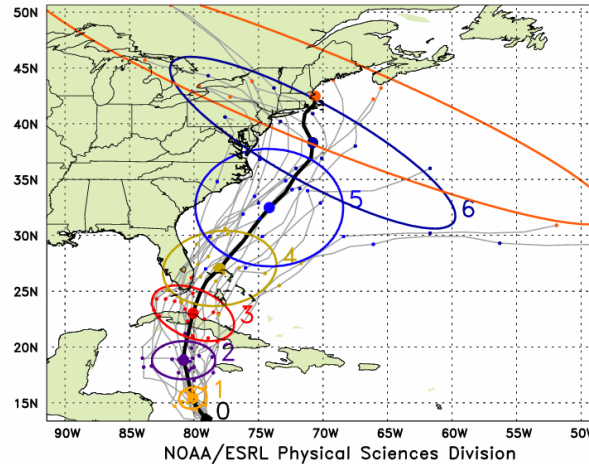 50N
45N
40N
35N
30N
25N
20N
15N
6
5
4
3
2
1
0
90W 85W 80W 75W 70W 65W 60W 55W 50W
NOAA/ESRL Physical Sciences Division